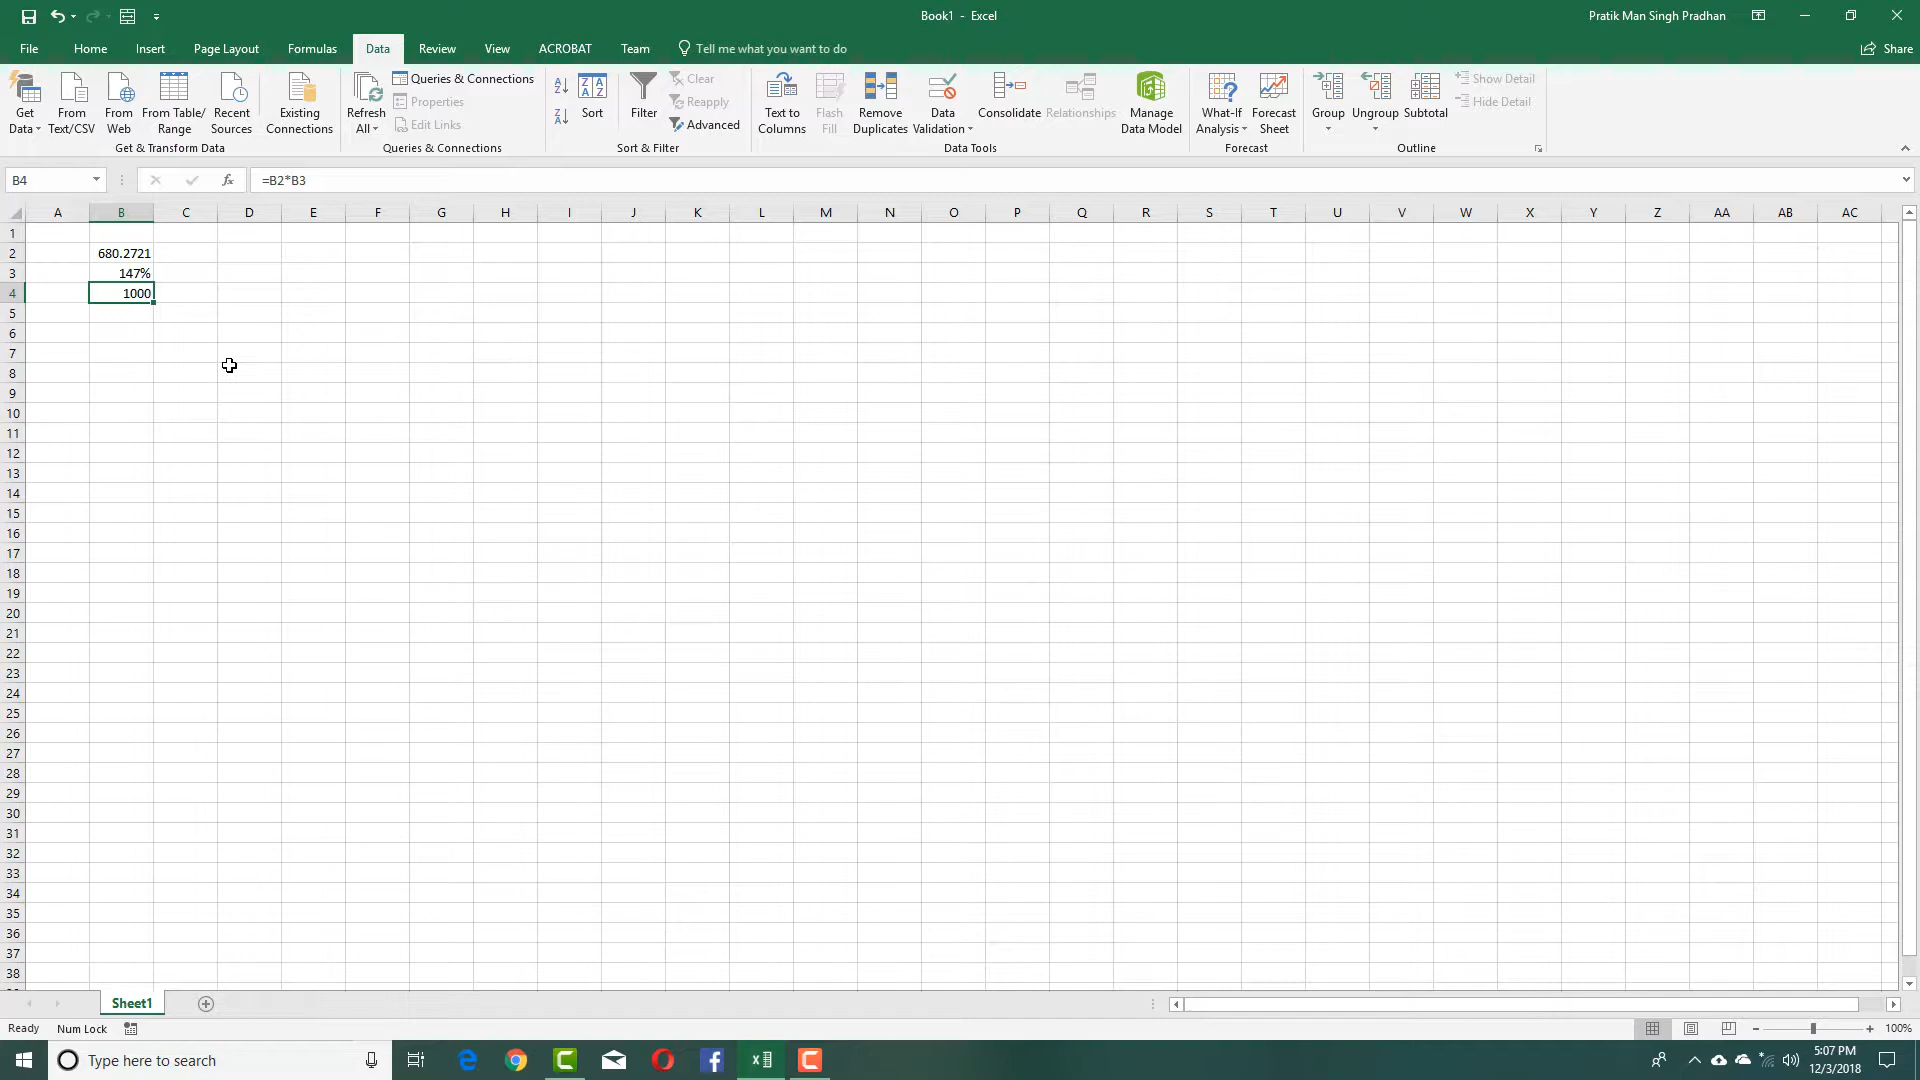 Book1 - Excel
Pratik Man Singh Pradhan
File Home Insert Page Layout Formulas Data Review View ACROBAT Team Tell me what you want to do
Share
Get Data
From Text/CSV
From Web
From Table/ Range
Recent Sources
Existing Connections
Get & Transform Data
Refresh All
Queries & Connections
Properties
Edit Links
Queries & Connections
Sort
Filter
Clear
Reapply
Advanced
Sort & Filter
Text to Columns
Flash Fill
Remove Duplicates
Data Validation
Consolidate
Relationships
Manage Data Model
Data Tools
What-If Analysis
Forecast Sheet
Forecast
Group
Ungroup
Subtotal
Show Detail
Hide Detail
Outline
B4
fx
=B2*B3
A B C D E F G H I J K L M N O P Q R S T U V W X Y Z AA AB AC
1
2 680.2721
3 147%
4 1000
5
6
7
8
9
10
11
12
13
14
15
16
17
18
19
20
21
22
23
24
25
26
27
28
29
30
31
32
33
34
35
36
37
38
Sheet1
Ready Num Lock
100%
Type here to search
5:07 PM
12/3/2018